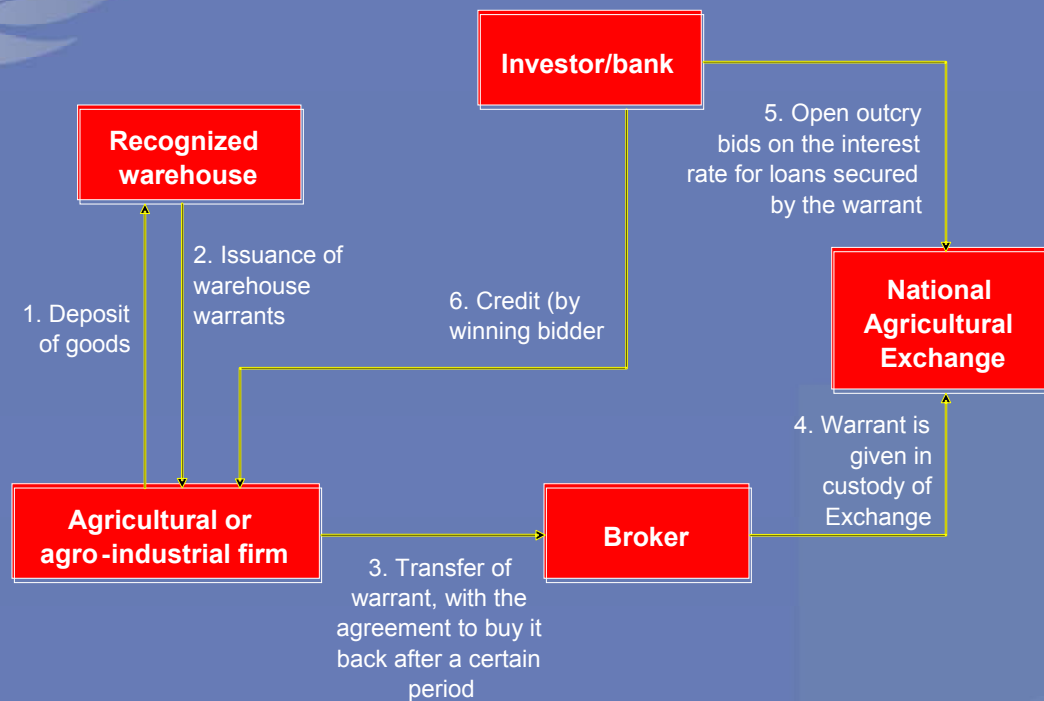 Investor/bank
5. Open outcry
bids on the interest
rate for loans secured
by the warrant
Recognized
warehouse
2. Issuance of
warehouse
warrants
1. Deposit
of goods
6. Credit (by
winning bidder
National
Agricultural
Exchange
4. Warrant is
given in
custody of
Exchange
Agricultural or
agro-industrial firm
Broker
3. Transfer of
warrant, with the
agreement to buy it
back after a certain
period